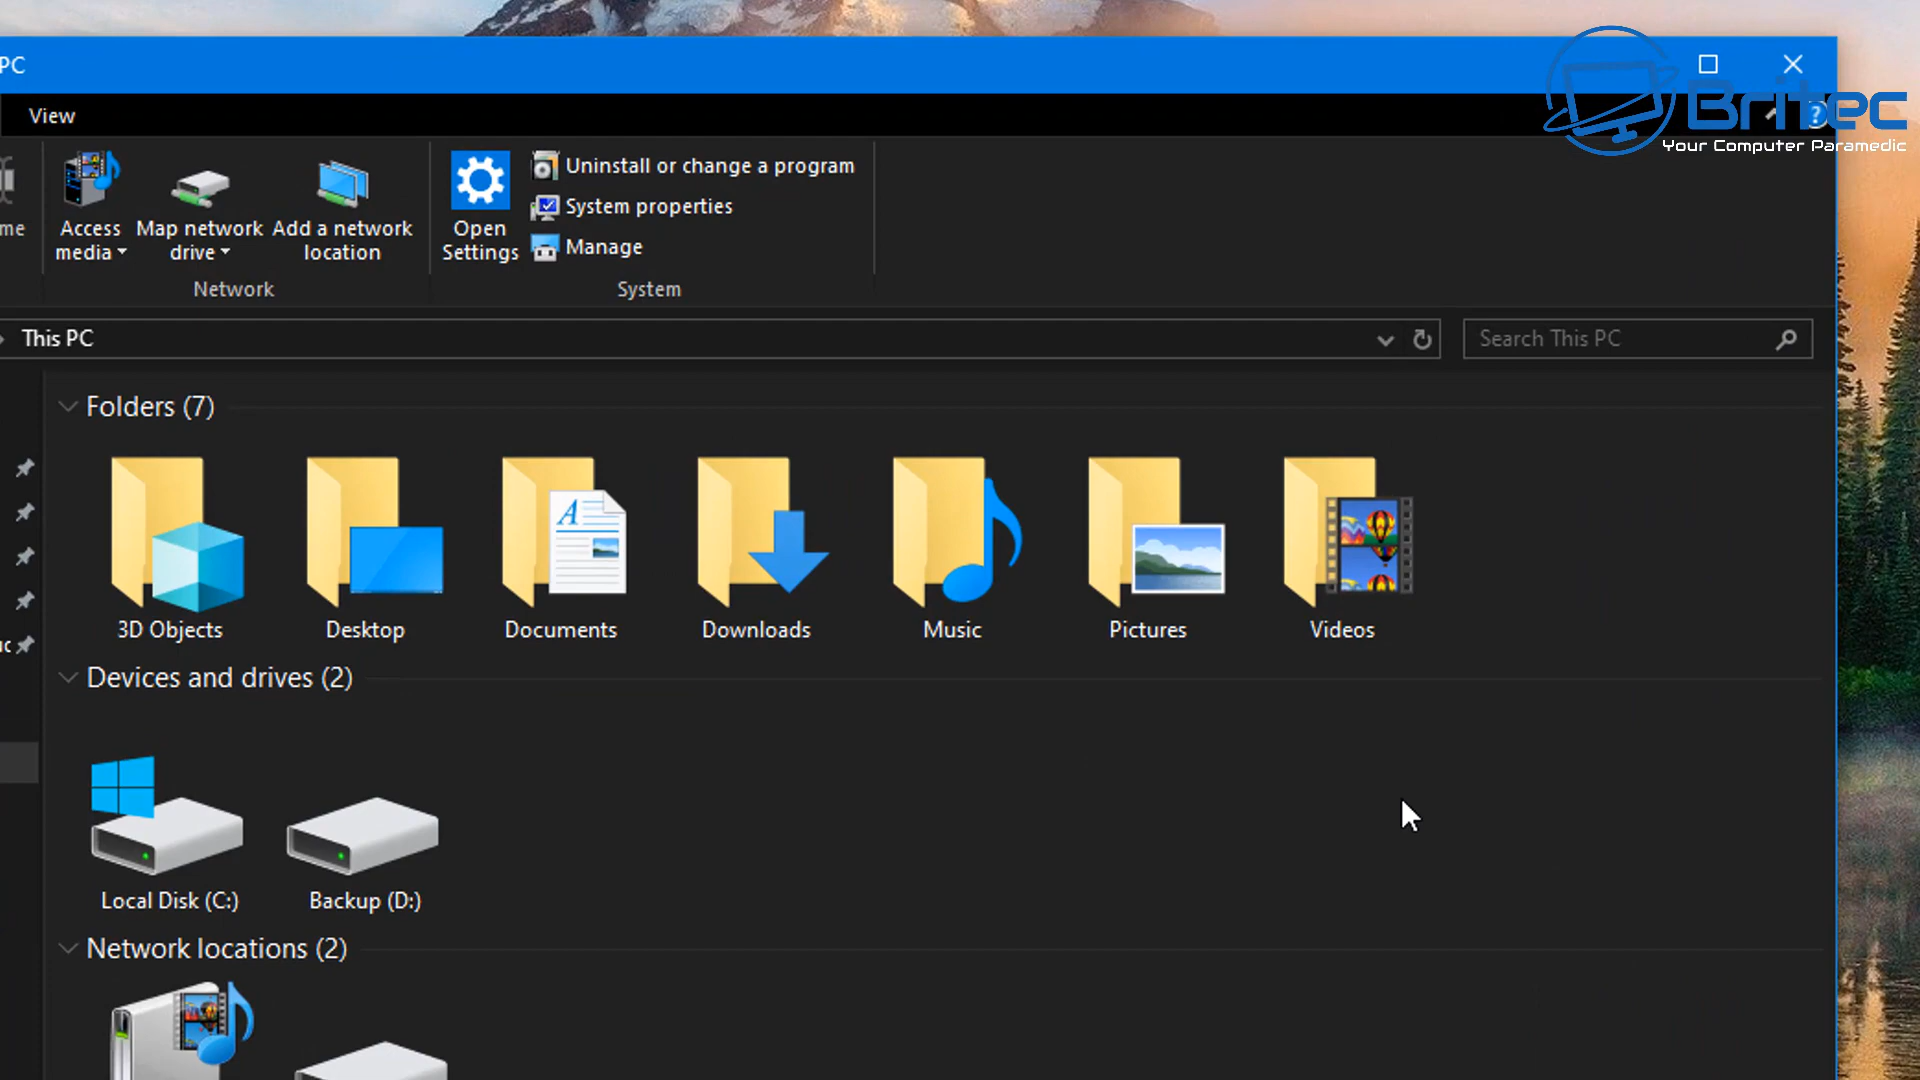 PC
View
Britec
Your Computer Paramedic
me
Access media
Map network drive
Add a network location
Open Settings
Uninstall or change a program
System properties
Manage
Network
System
This PC
Search This PC
Folders (7)
3D Objects
Desktop
Documents
Downloads
Music
Pictures
Videos
Devices and drives (2)
Local Disk (C:)
Backup (D:)
Network locations (2)